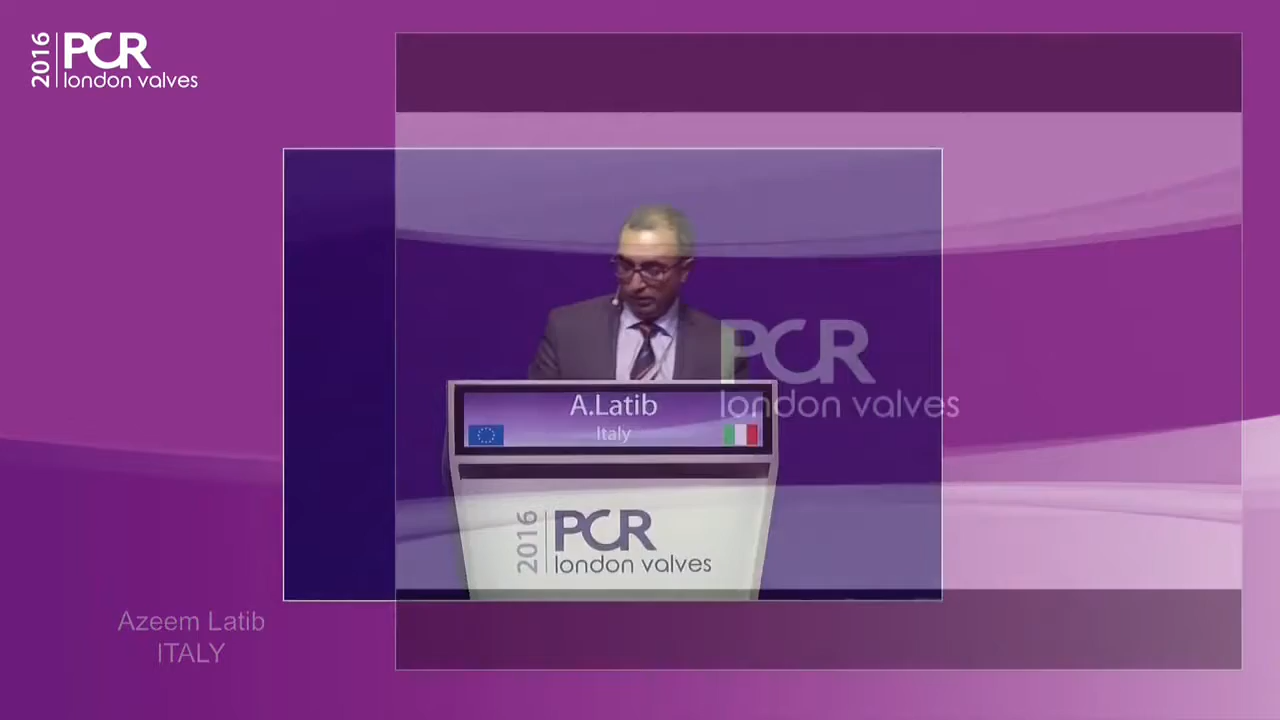 2016
PCR
london valves
PCR
london valves
A.Latib
Italy
2016
PCR
london valves
Azeem Latib
ITALY